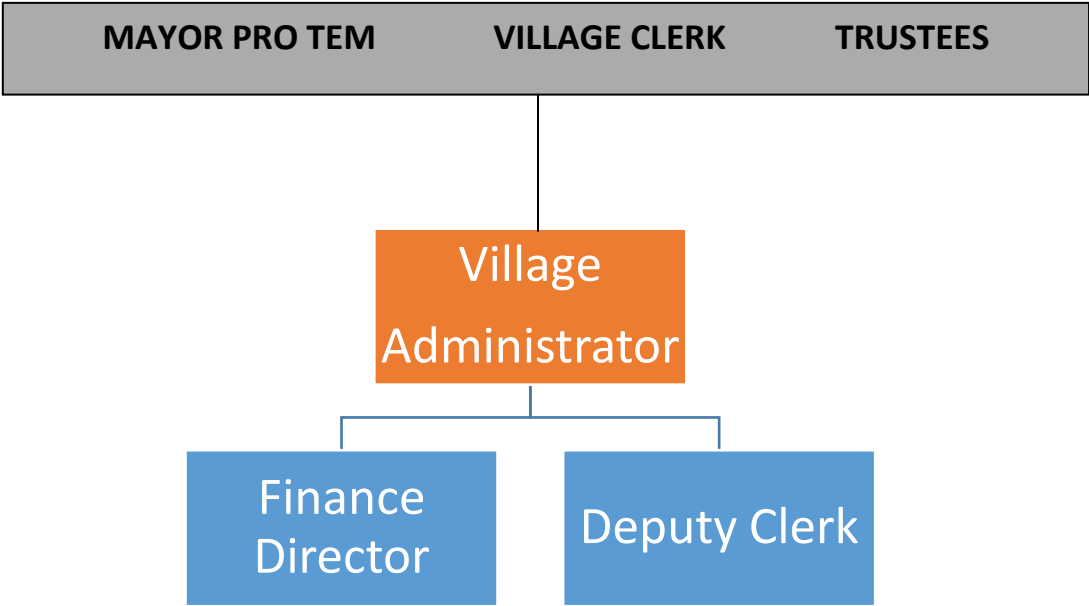 MAYOR PRO TEM VILLAGE CLERK TRUSTEES
Village
Administrator
Finance
Director
Deputy Clerk